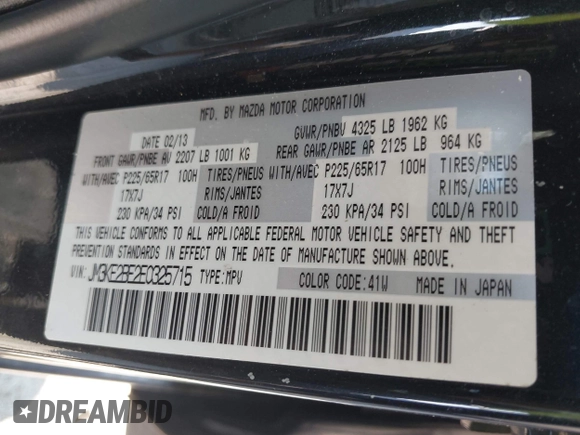 MFD. BY MAZDA MOTOR CORPORATION
DATE 02/13 GVWR/PNBV 4325 LB 1962 KG
FRONT GAWR/PNBE AV 2207 LB 1001 KG REAR GAWR/PNBE AR 2125 LB 964 KG
WITH/AVEC P225/65R17 100H TIRES/PNEUS WITH/AVEC P225/65R17 100H TIRES/PNEUS
17X7J RIMS/JANTES 17X7J RIMS/JANTES
230 KPA/34 PSI COLD/A FROID 230 KPA/34 PSI COLD/A FROID
THIS VEHICLE CONFORMS TO ALL APPLICABLE FEDERAL MOTOR VEHICLE SAFETY AND THEFT
PREVENTION STANDARDS IN EFFECT ON THE DATE OF MANUFACTURE SHOWN ABOVE.
VIN: JM3KE2BE2E0325715 TYPE:MPV COLOR CODE:41W MADE IN JAPAN
DREAMBID